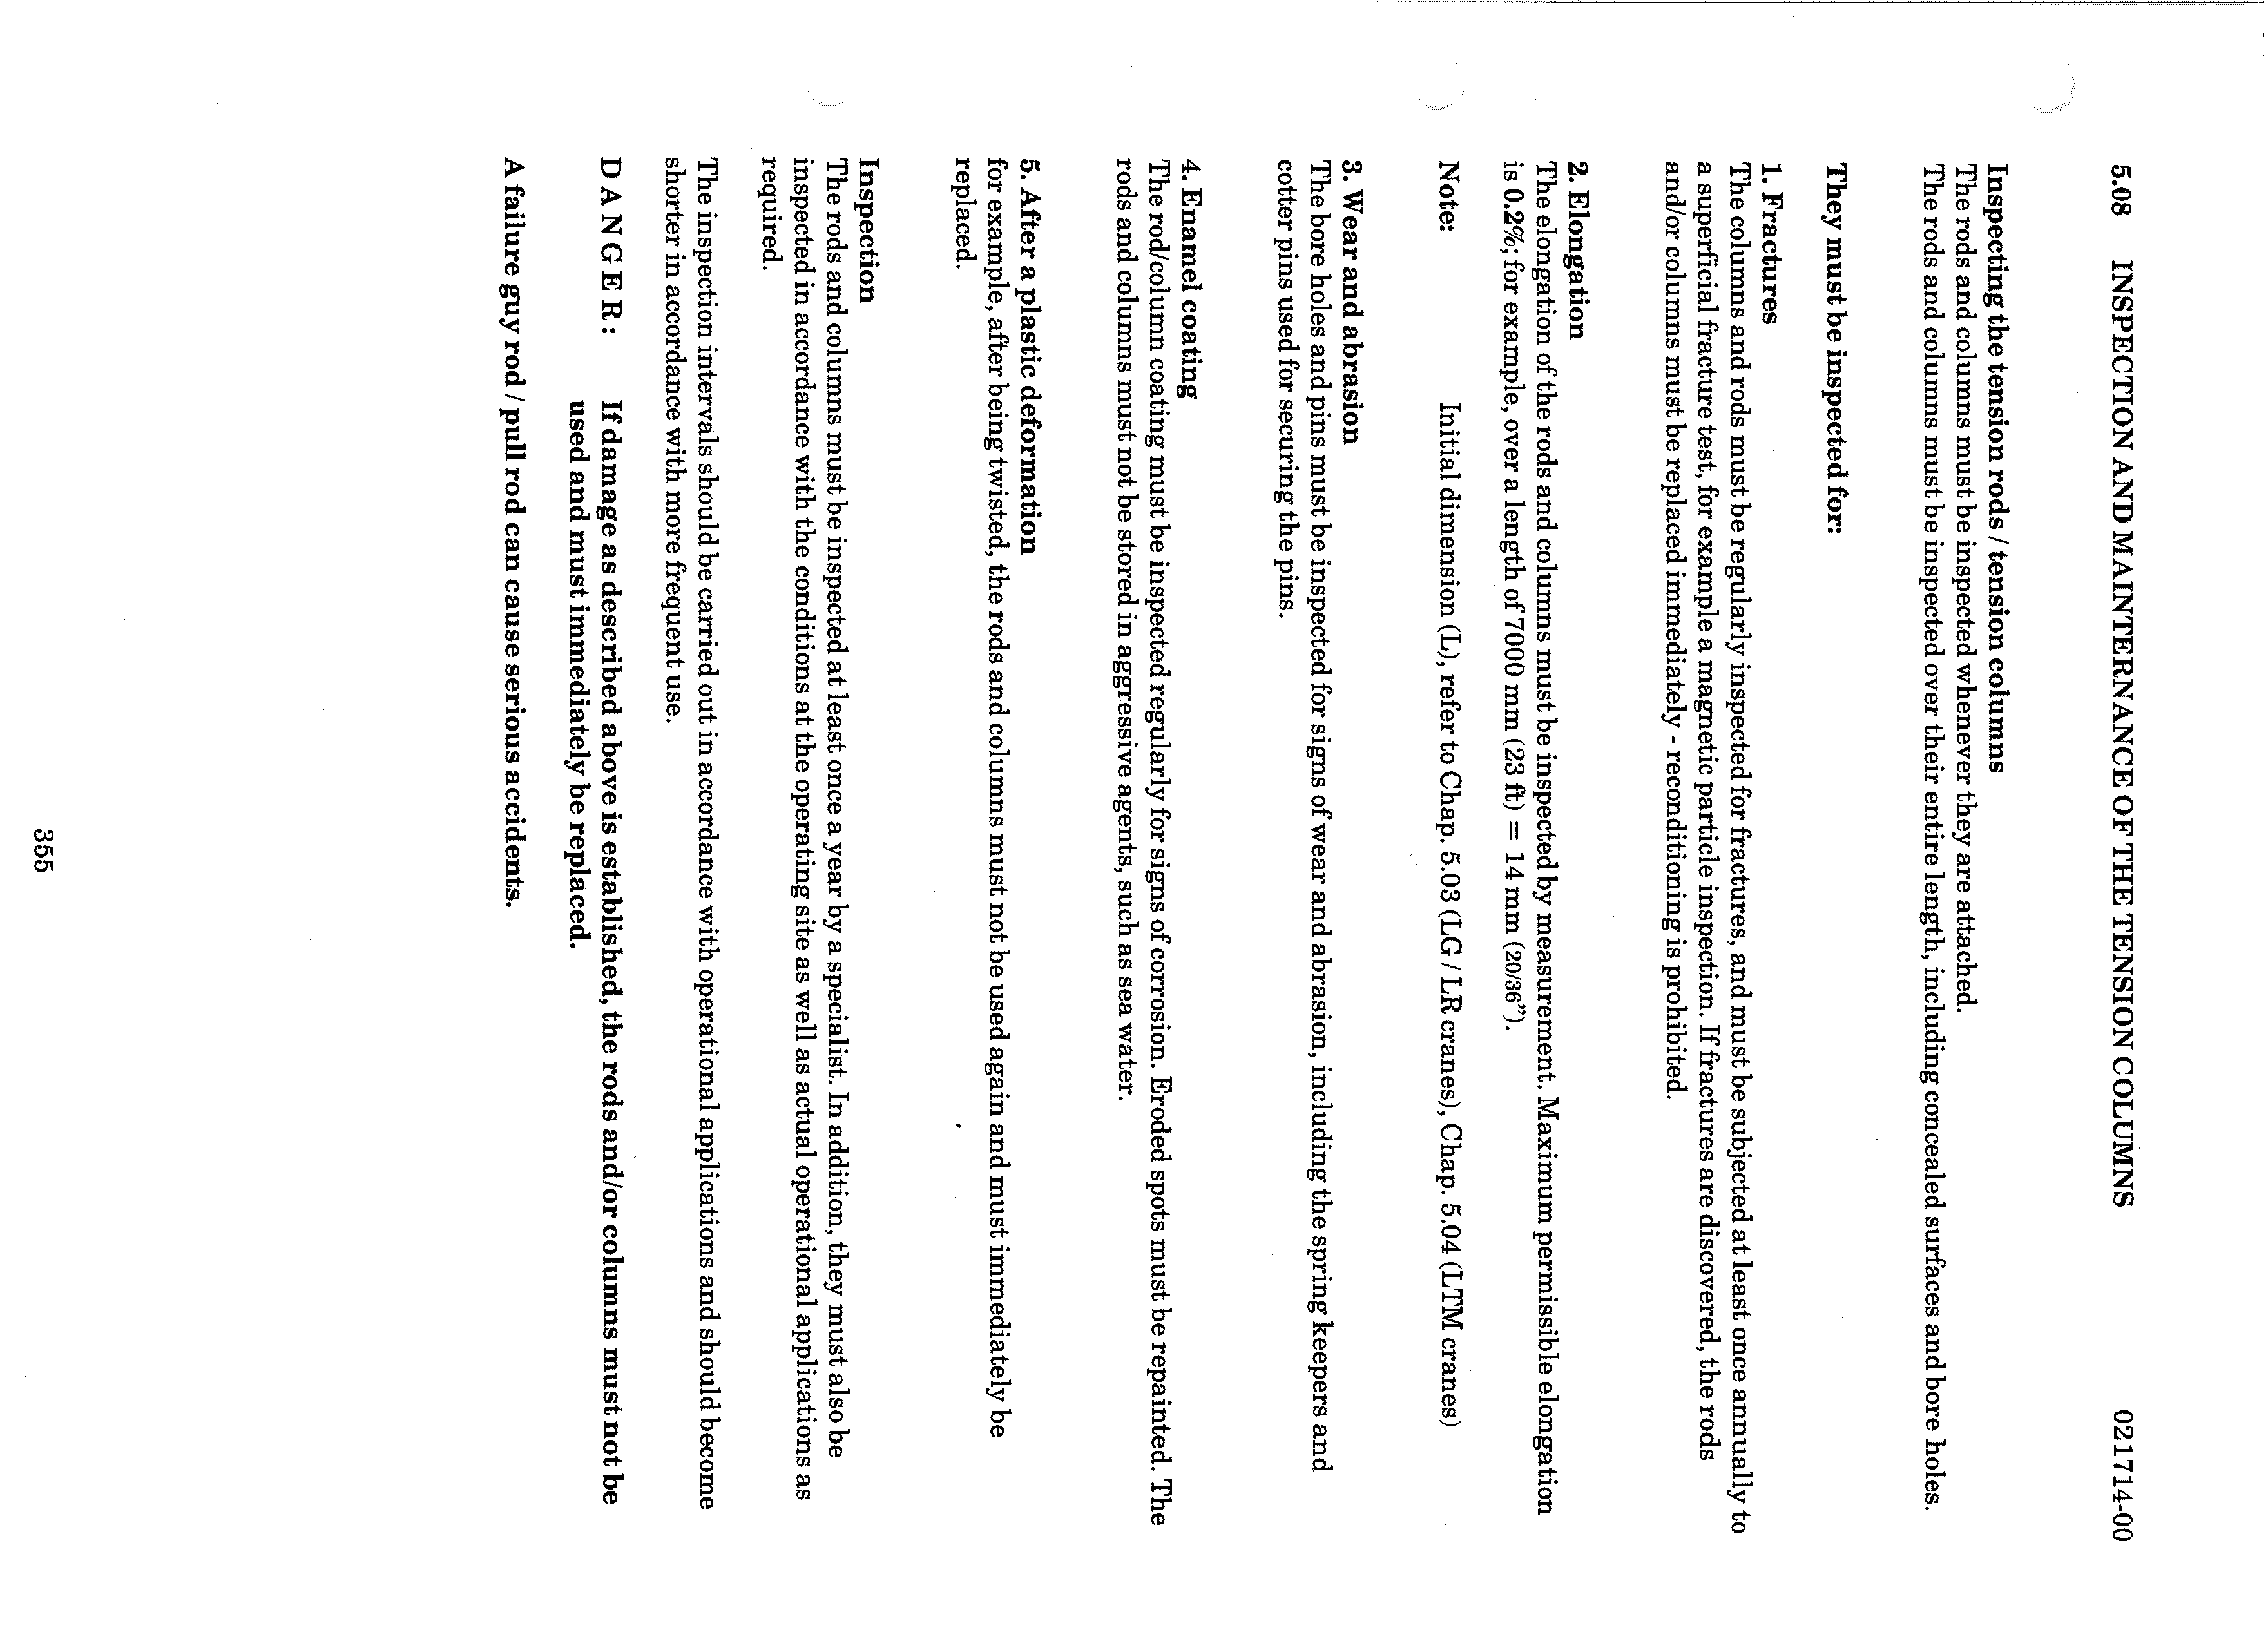 5.08 INSPECTION AND MAINTERNANCE OF THE TENSION COLUMNS 021714-00
Inspecting the tension rods / tension columns
The rods and columns must be inspected whenever they are attached.
The rods and columns must be inspected over their entire length, including concealed surfaces and bore holes.
They must be inspected for:
1. Fractures
The columns and rods must be regularly inspected for fractures, and must be subjected at least once annually to
a superficial fracture test, for example a magnetic particle inspection. If fractures are discovered, the rods
and/or columns must be replaced immediately - reconditioning is prohibited.
2. Elongation
The elongation of the rods and columns must be inspected by measurement. Maximum permissible elongation
is 0.2%; for example, over a length of 7000 mm (23 ft) = 14 mm (20/36”).
Note: Initial dimension (L), refer to Chap. 5.03 (LG / LR cranes), Chap. 5.04 (LTM cranes)
3. Wear and abrasion
The bore holes and pins must be inspected for signs of wear and abrasion, including the spring keepers and
cotter pins used for securing the pins.
4. Enamel coating
The rod/column coating must be inspected regularly for signs of corrosion. Eroded spots must be repainted. The
rods and columns must not be stored in aggressive agents, such as sea water.
5. After a plastic deformation
for example, after being twisted, the rods and columns must not be used again and must immediately be
replaced.
Inspection
The rods and columns must be inspected at least once a year by a specialist. In addition, they must also be
inspected in accordance with the conditions at the operating site as well as actual operational applications as
required.
The inspection intervals should be carried out in accordance with operational applications and should become
shorter in accordance with more frequent use.
D A N G E R : If damage as described above is established, the rods and/or columns must not be
used and must immediately be replaced.
A failure guy rod / pull rod can cause serious accidents.
355